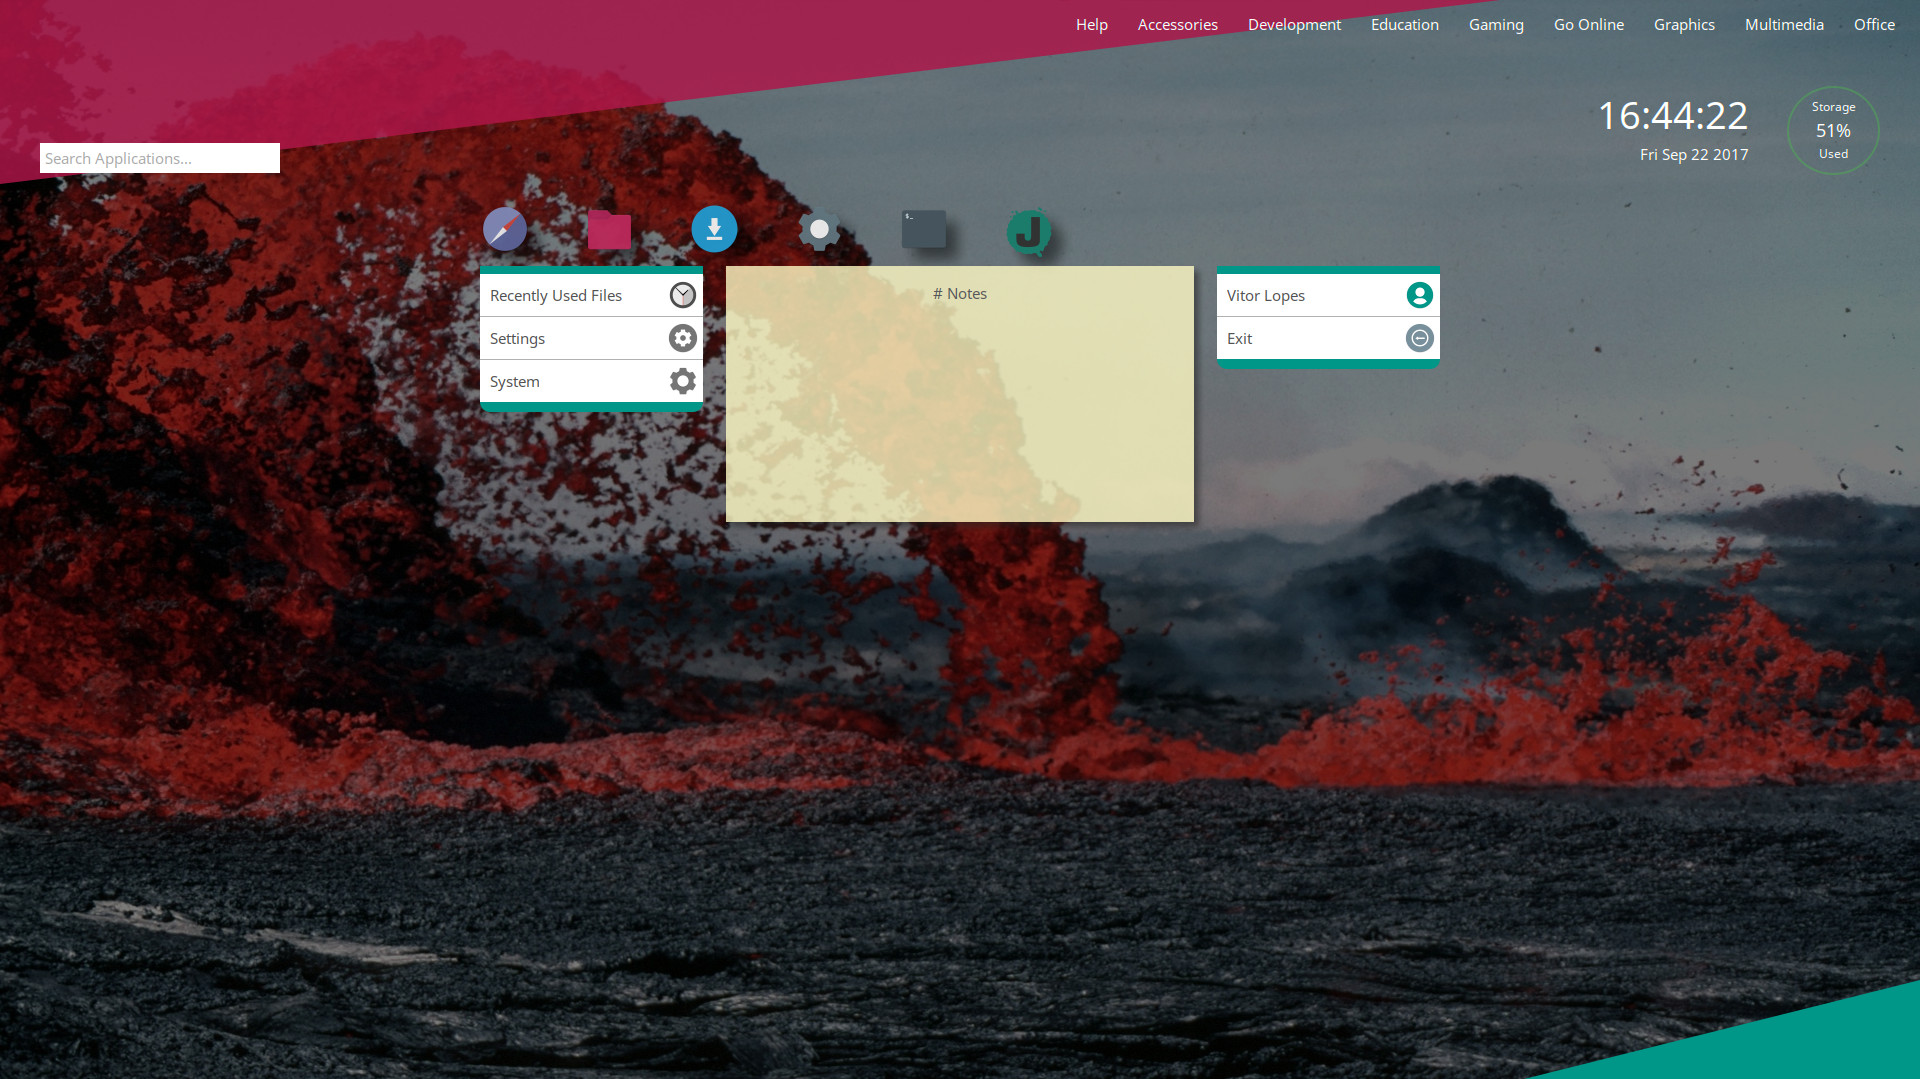 Help Accessories Development Education Gaming Go Online Graphics Multimedia Office
16:44:22
Fri Sep 22 2017
Storage
51%
Used
Search Applications...
$_
J
Recently Used Files
Settings
System
# Notes
Vitor Lopes
Exit